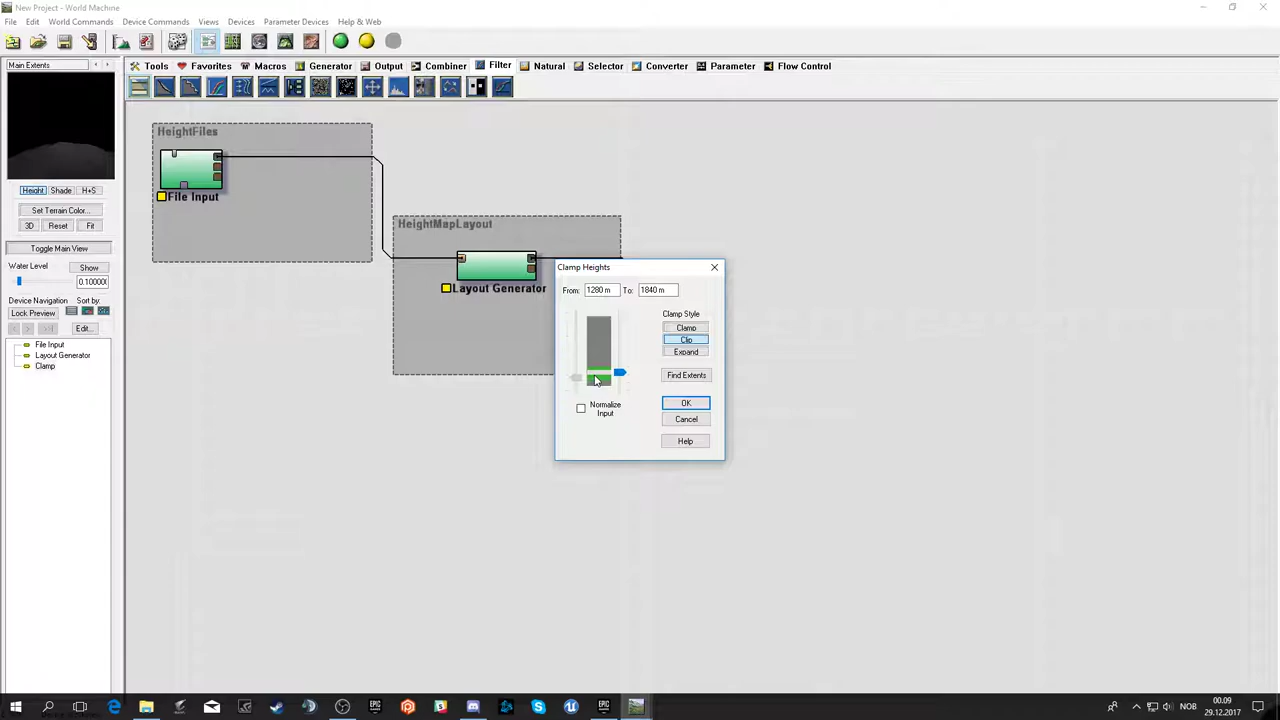 New Project - World Machine
File Edit World Commands Device Commands Views Devices Parameter Devices Help & Web
Main Extents
Tools Favorites Macros Generator Output Combiner Filter Natural Selector Converter Parameter Flow Control
HeightFiles
File Input
HeightMapLayout
Layout Generator
Height Shade H+S
Set Terrain Color...
3D Reset Fit
Toggle Main View
Water Level Show
0.10000(
Device Navigation Sort by:
Lock Preview
Edit...
File Input
Layout Generator
Clamp
Clamp Heights
From: 1280 m To: 1840 m
Clamp Style
Clamp
Clip
Expand
Find Extents
Normalize
Input
OK
Cancel
Help
EPIC
EPIC
NOB
00.09
29.12.2017